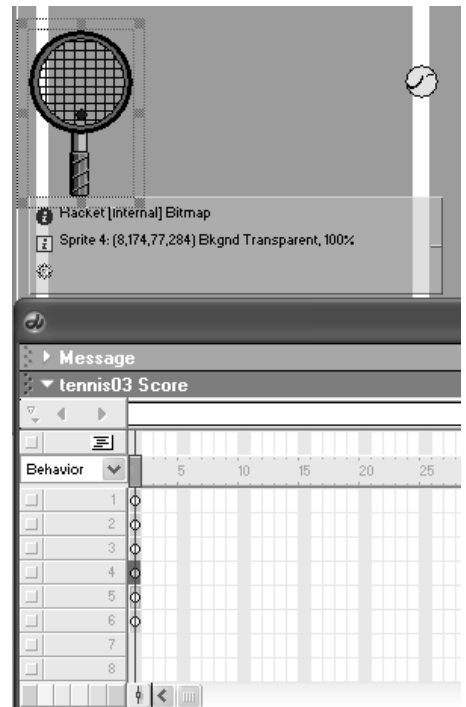 Racket [internal] Bitmap
Sprite 4: (8,174,77,284) Bkgnd Transparent, 100%
Message
tennis03 Score
Behavior
5 10 15 20 25
1
2
3
4
5
6
7
8